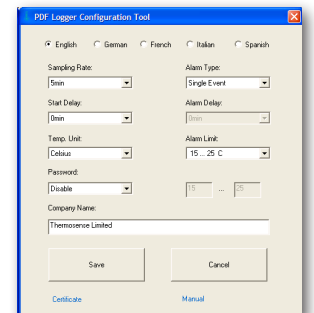 PDF Logger Configuration Tool
English German French Italian Spanish
Sampling Rate: Alarm Type:
5min Single Event
Start Delay: Alarm Delay:
0min 0min
Temp. Unit: Alarm Limit:
Celsius 15 ... 25 C
Password:
Disable 15 ... 25
Company Name:
Thermosense Limited
Save Cancel
Certificate Manual